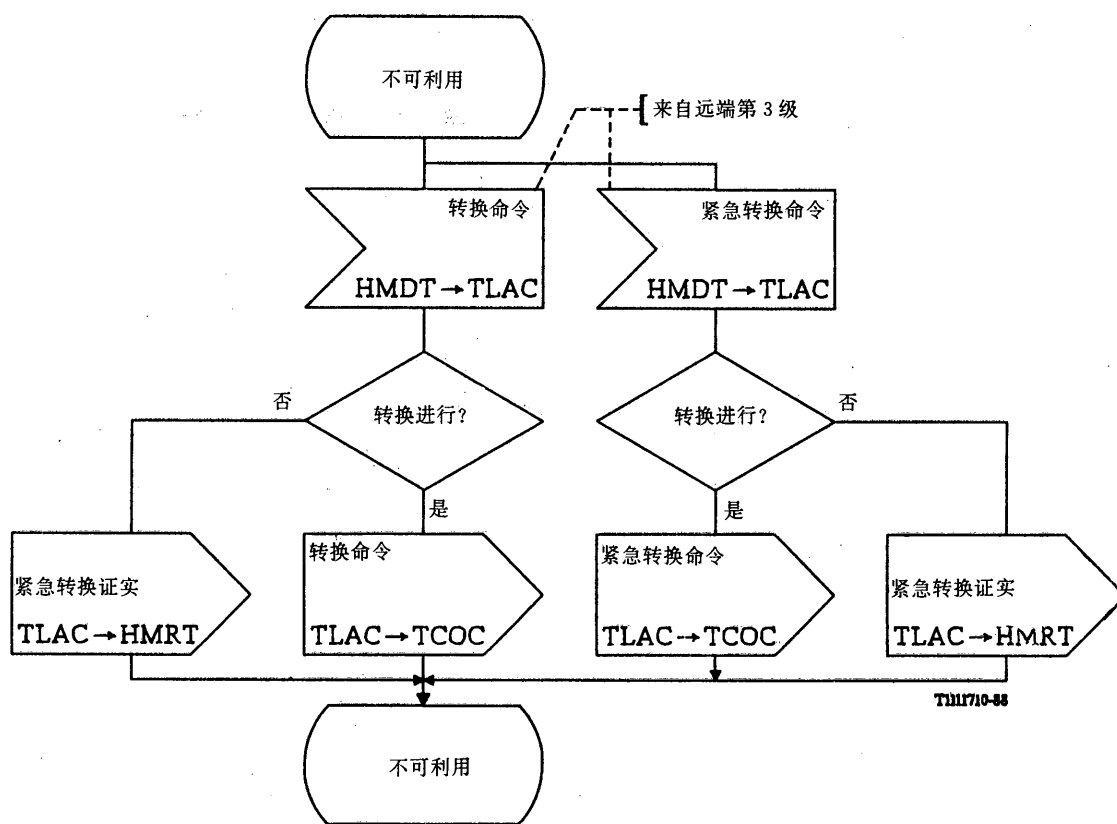 不可利用
来自远端第 3 级
转换命令
HMDT→TLAC
紧急转换命令
HMDT→TLAC
否
转换进行?
转换进行?
否
是
是
紧急转换证实
TLAC→HMRT
转换命令
TLAC→TCOC
紧急转换命令
TLAC→TCOC
紧急转换证实
TLAC→HMRT
T1111710-88
不可利用